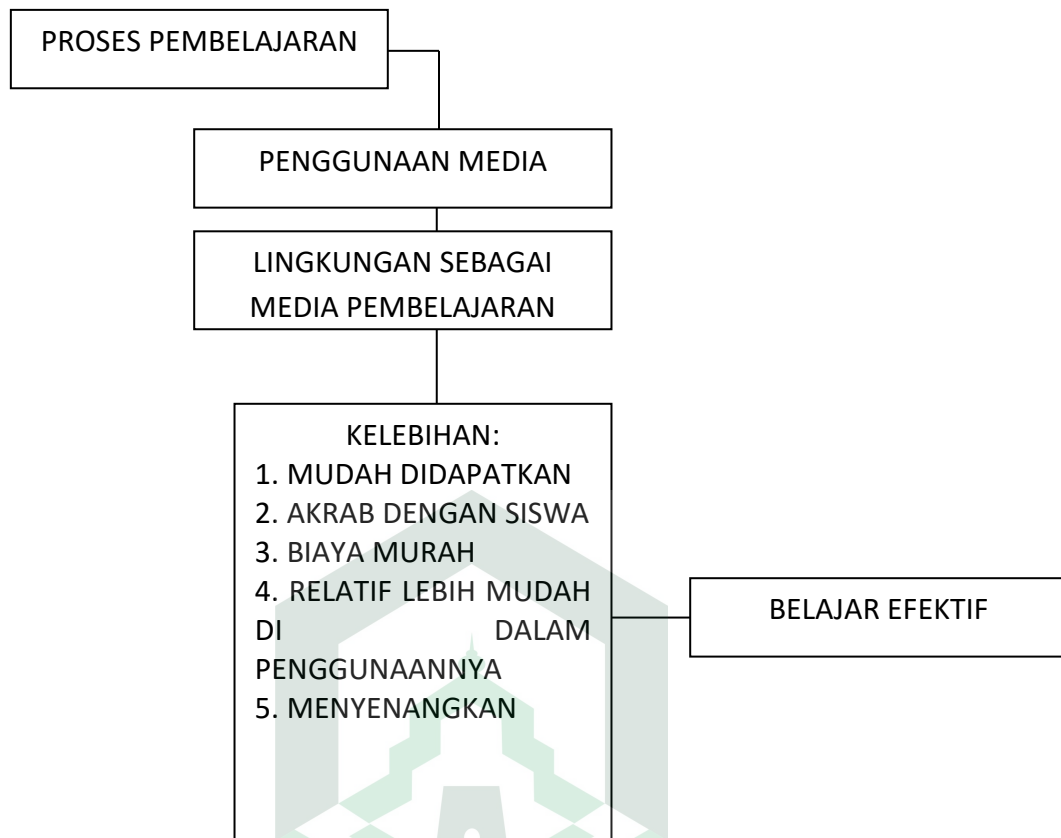 PROSES PEMBELAJARAN
PENGGUNAAN MEDIA
LINGKUNGAN SEBAGAI
MEDIA PEMBELAJARAN
KELEBIHAN:
1. MUDAH DIDAPATKAN
2. AKRAB DENGAN SISWA
3. BIAYA MURAH
4. RELATIF LEBIH MUDAH
DI DALAM
PENGGUNAANNYA
5. MENYENANGKAN
BELAJAR EFEKTIF